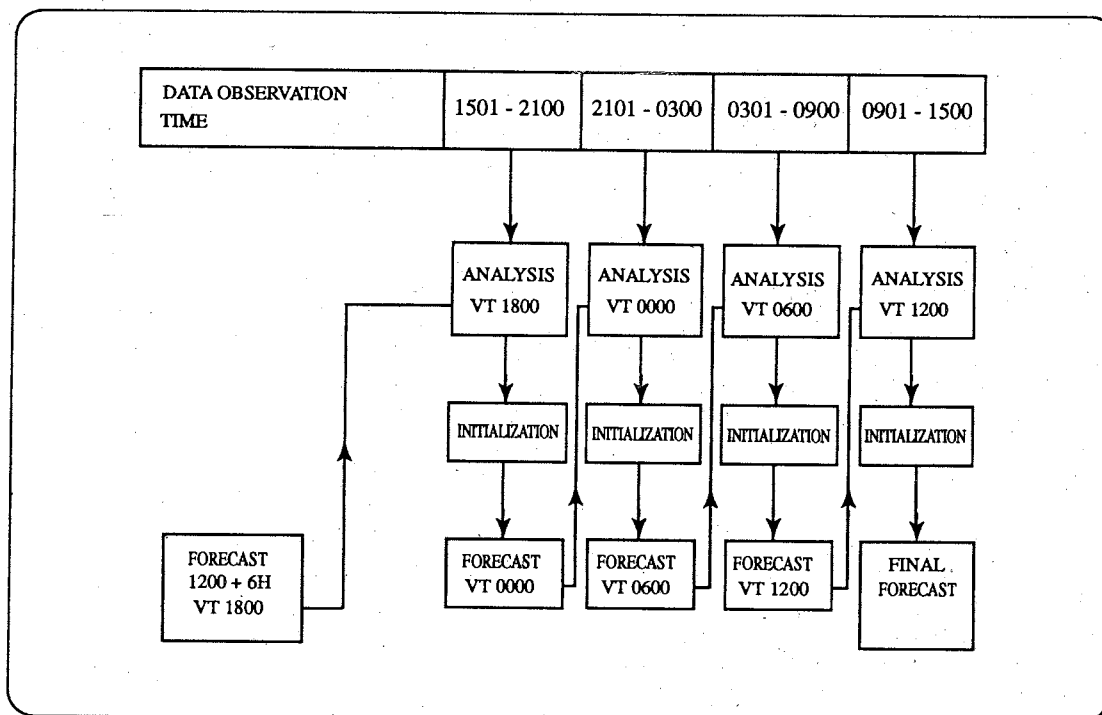 DATA OBSERVATION
TIME
1501 - 2100
2101 - 0300
0301 - 0900
0901 - 1500
ANALYSIS
VT 1800
ANALYSIS
VT 0000
ANALYSIS
VT 0600
ANALYSIS
VT 1200
INITIALIZATION
INITIALIZATION
INITIALIZATION
INITIALIZATION
FORECAST
1200 + 6H
VT 1800
FORECAST
VT 0000
FORECAST
VT 0600
FORECAST
VT 1200
FINAL
FORECAST